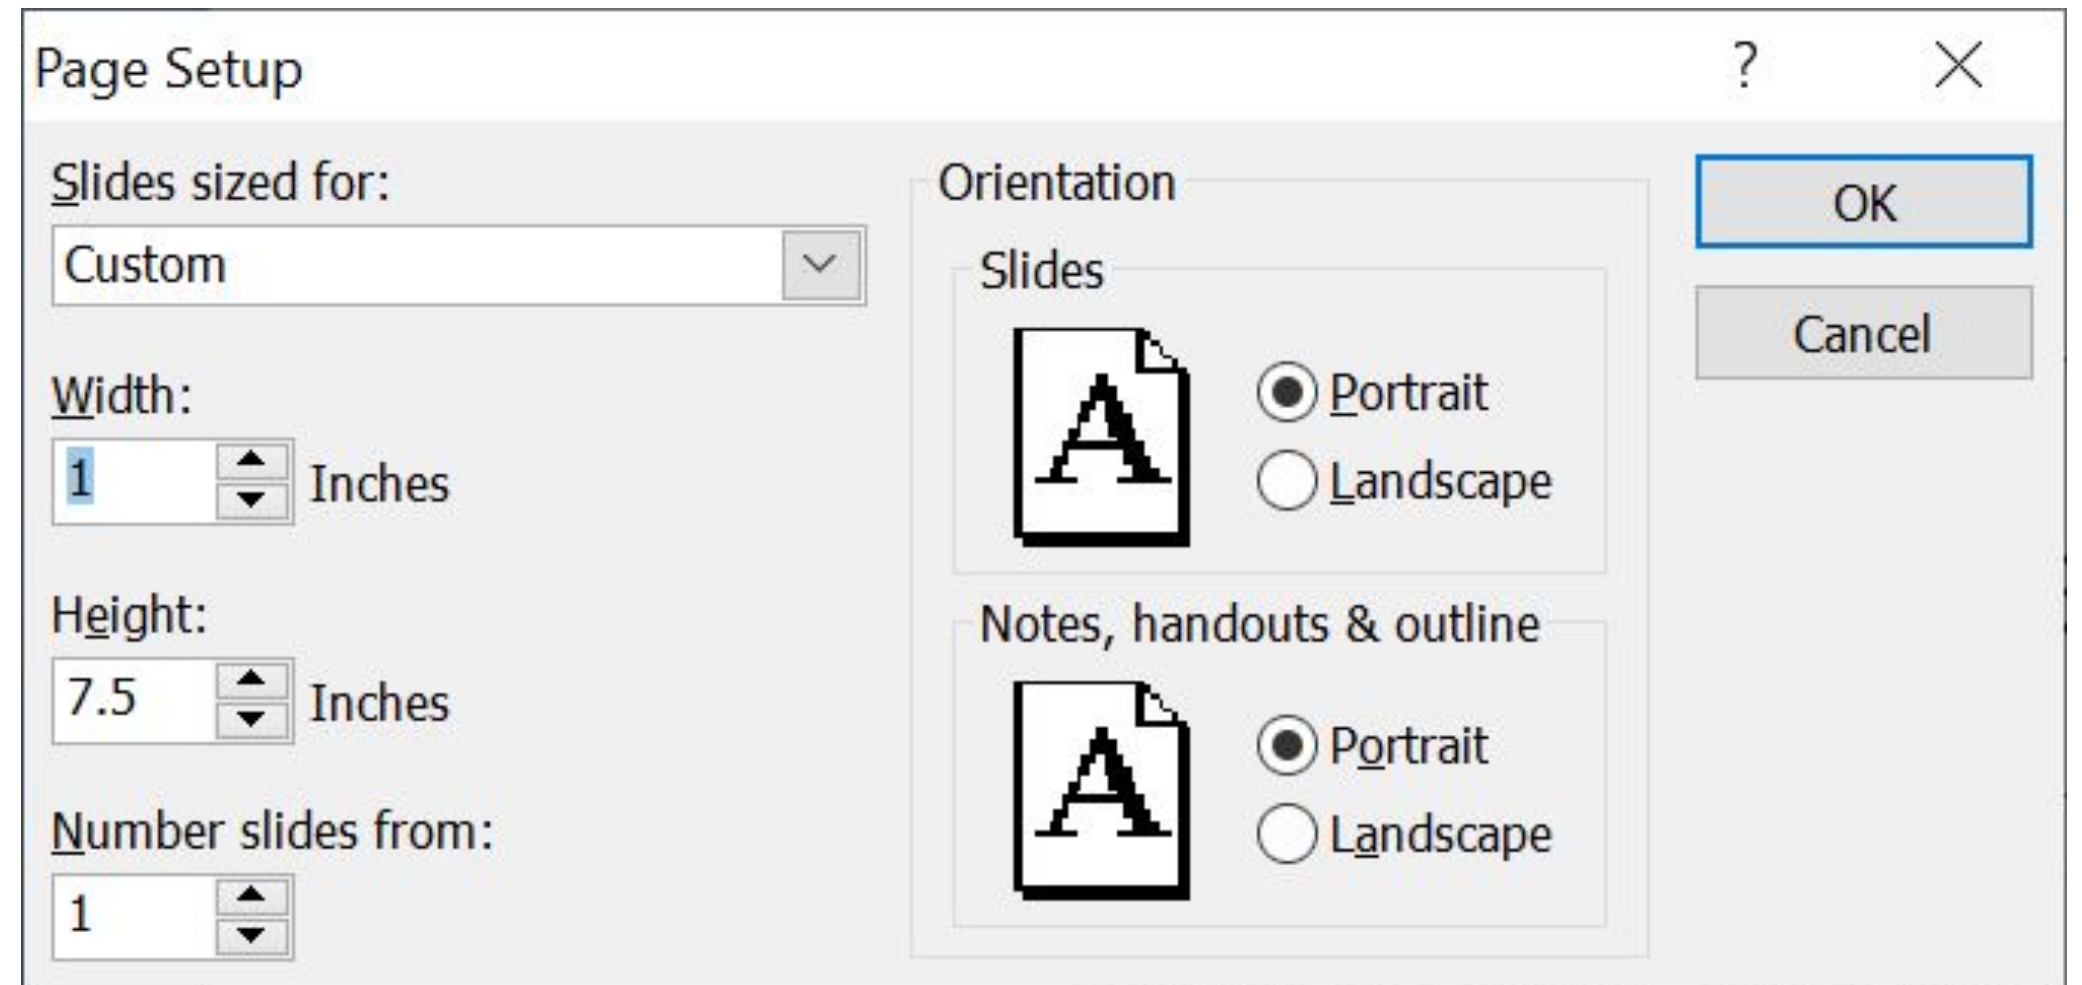 Page Setup
?
Slides sized for:
Custom
Width:
1 Inches
Height:
7.5 Inches
Number slides from:
1
Orientation
Slides
A
Portrait
Landscape
Notes, handouts & outline
A
Portrait
Landscape
OK
Cancel